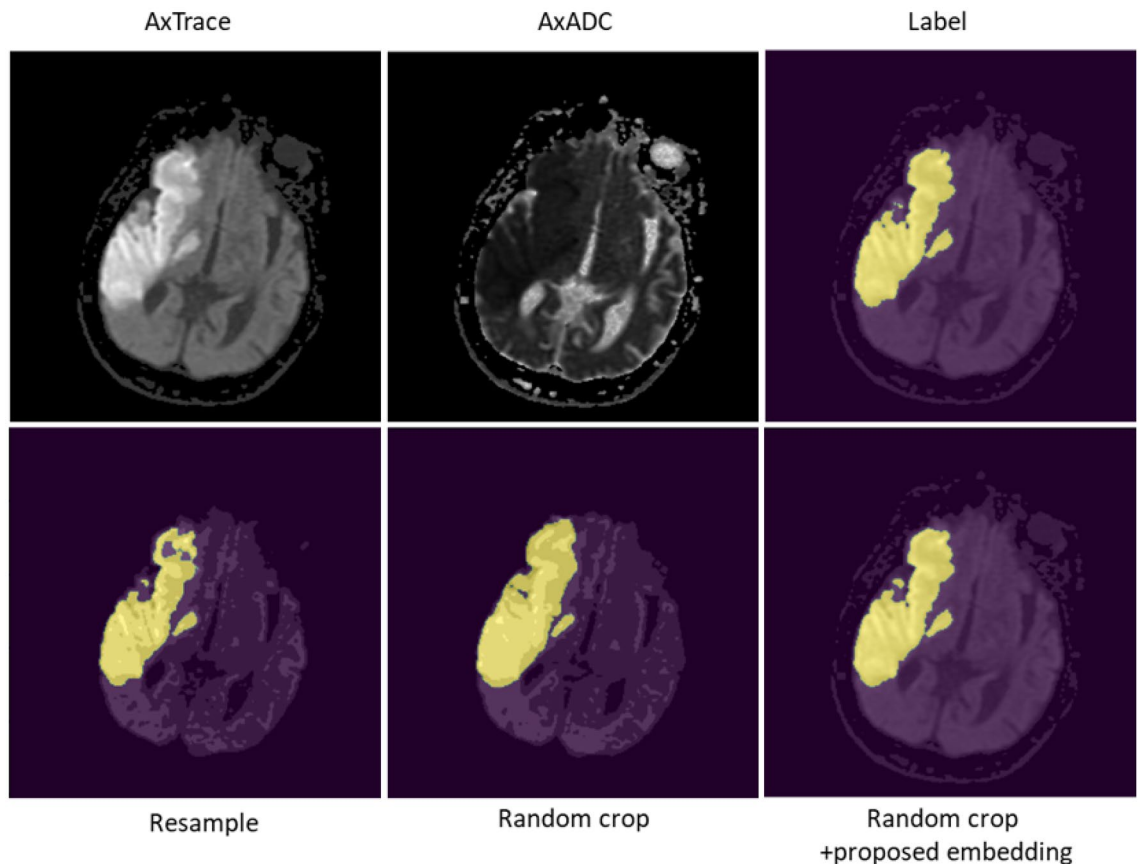 AxTrace
AxADC
Label
Resample
Random crop
Random crop
+proposed embedding